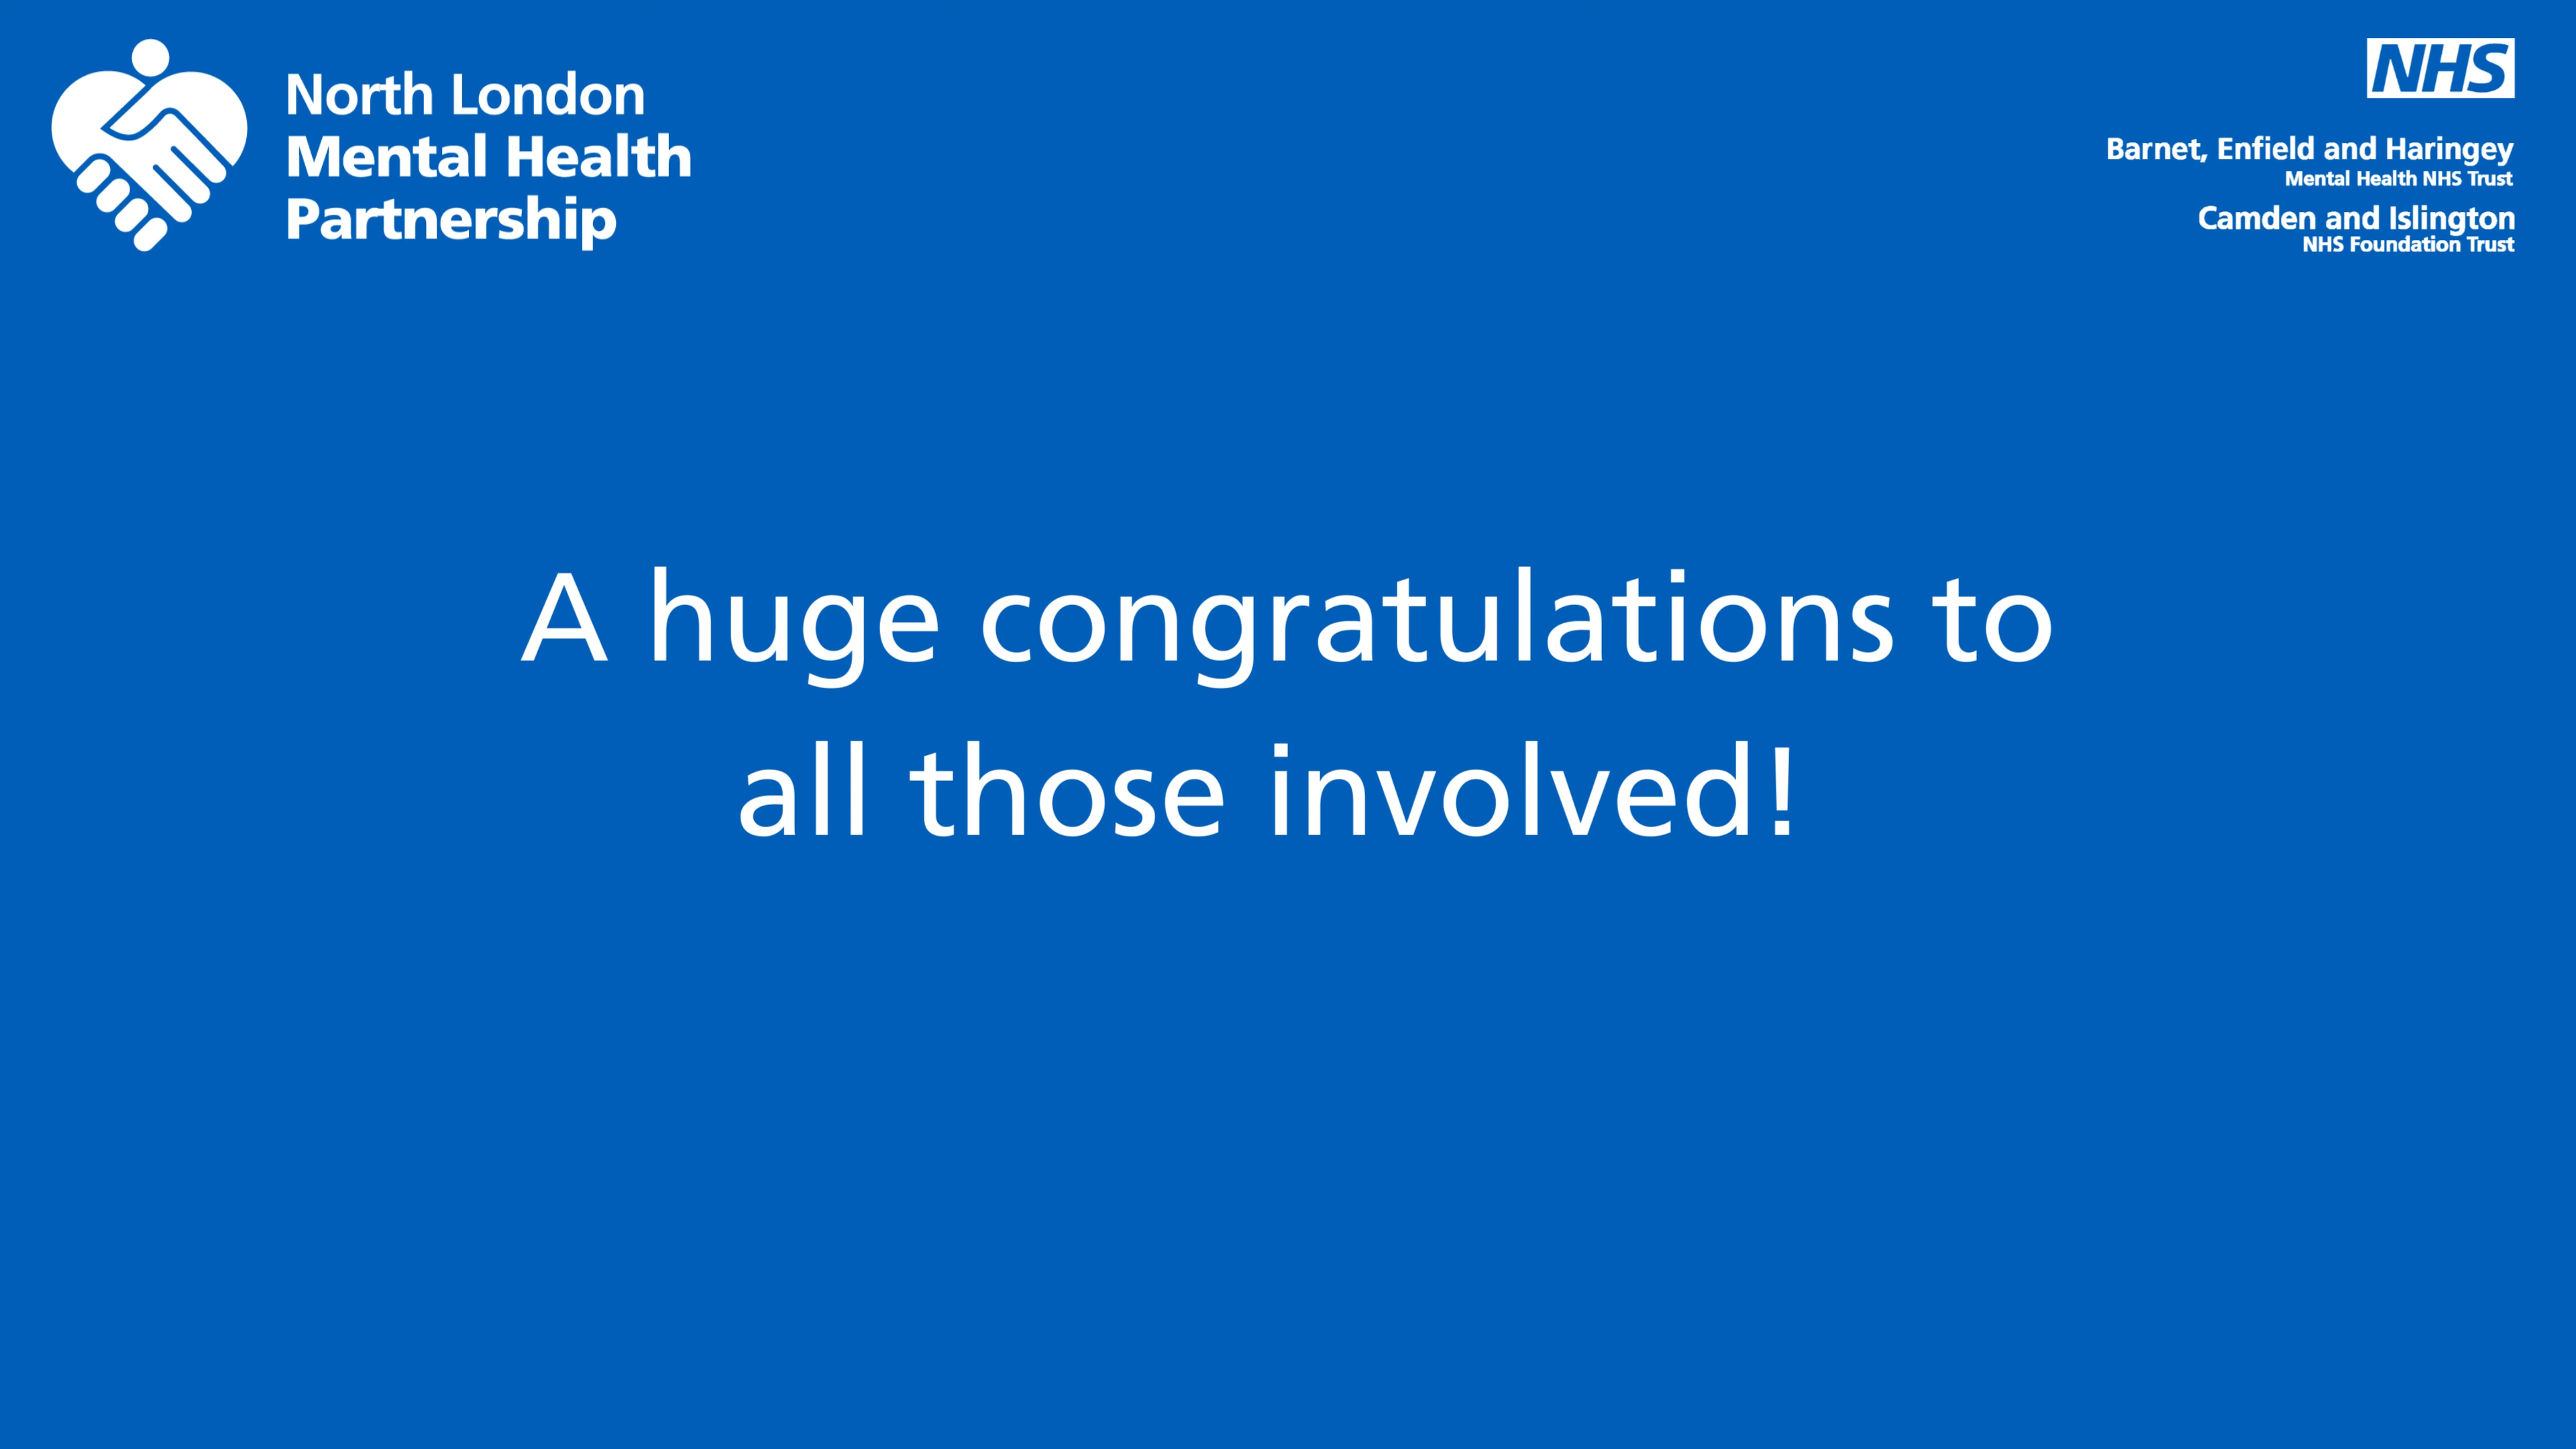 North London
Mental Health
Partnership
NHS
Barnet, Enfield and Haringey
Mental Health NHS Trust
Camden and Islington
NHS Foundation Trust
A huge congratulations to
all those involved!